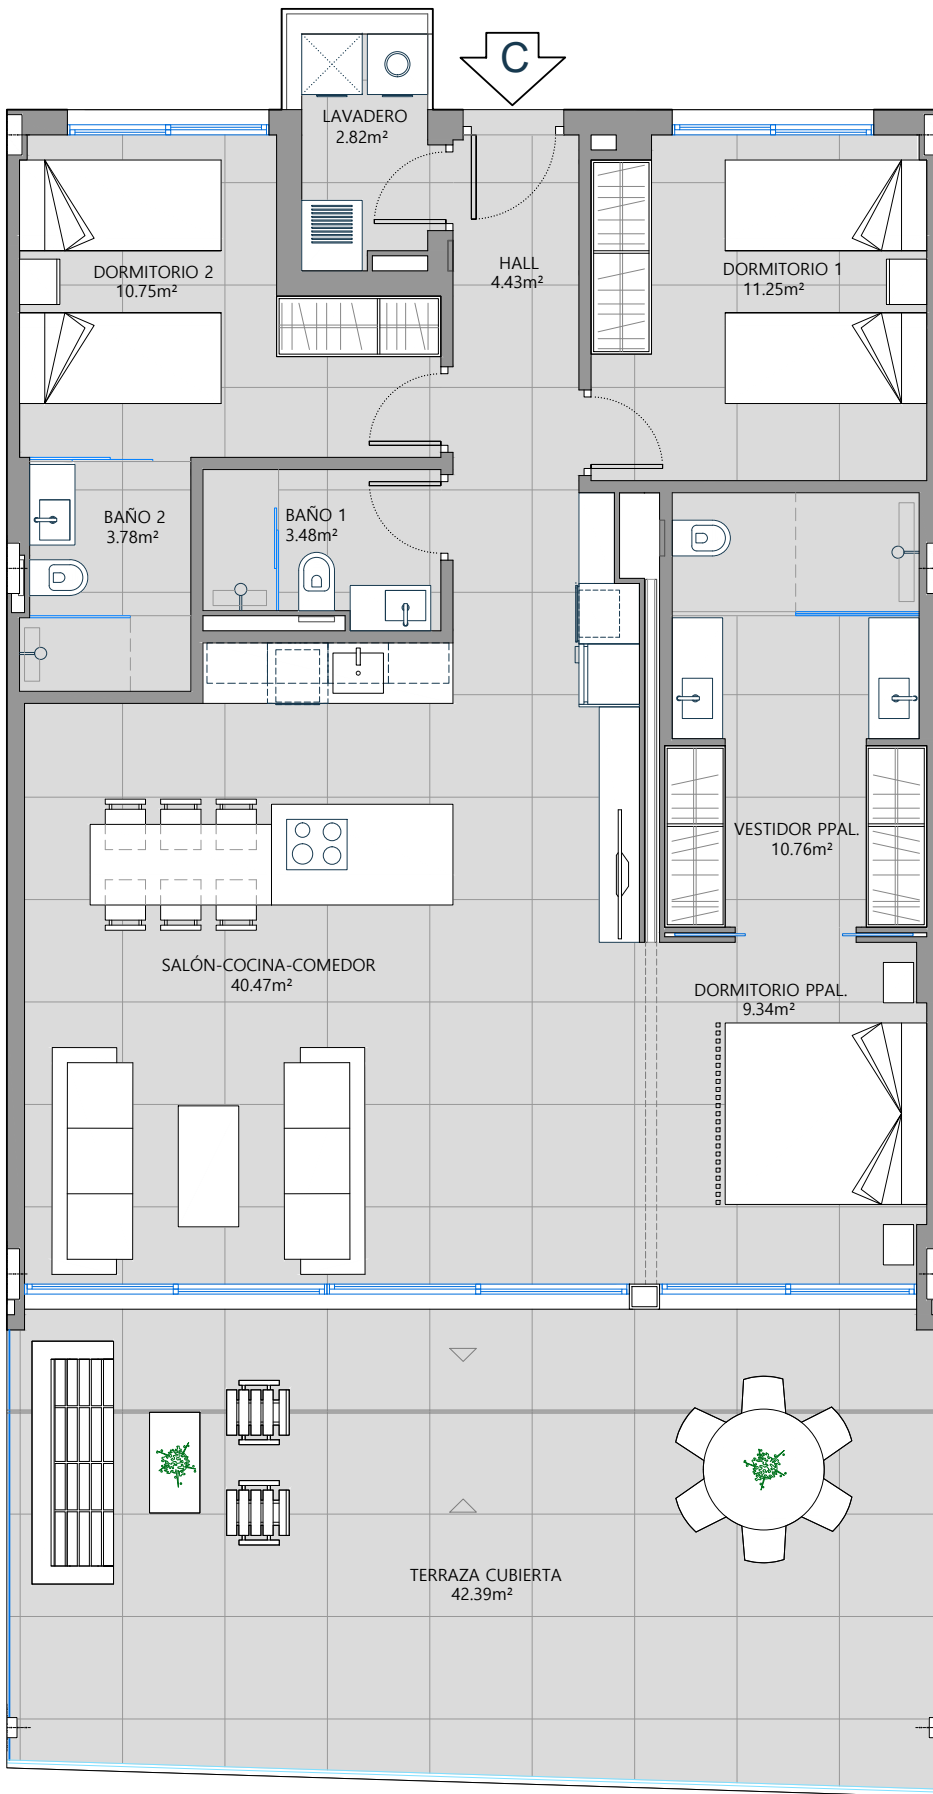 C
LAVADERO
2.82m²
HALL
4.43m²
DORMITORIO 2
10.75m²
DORMITORIO 1
11.25m²
BAÑO 2
3.78m²
BAÑO 1
3.48m²
VESTIDOR PPAL.
10.76m²
SALÓN-COCINA-COMEDOR
40.47m²
DORMITORIO PPAL.
9.34m²
TERRAZA CUBIERTA
42.39m²